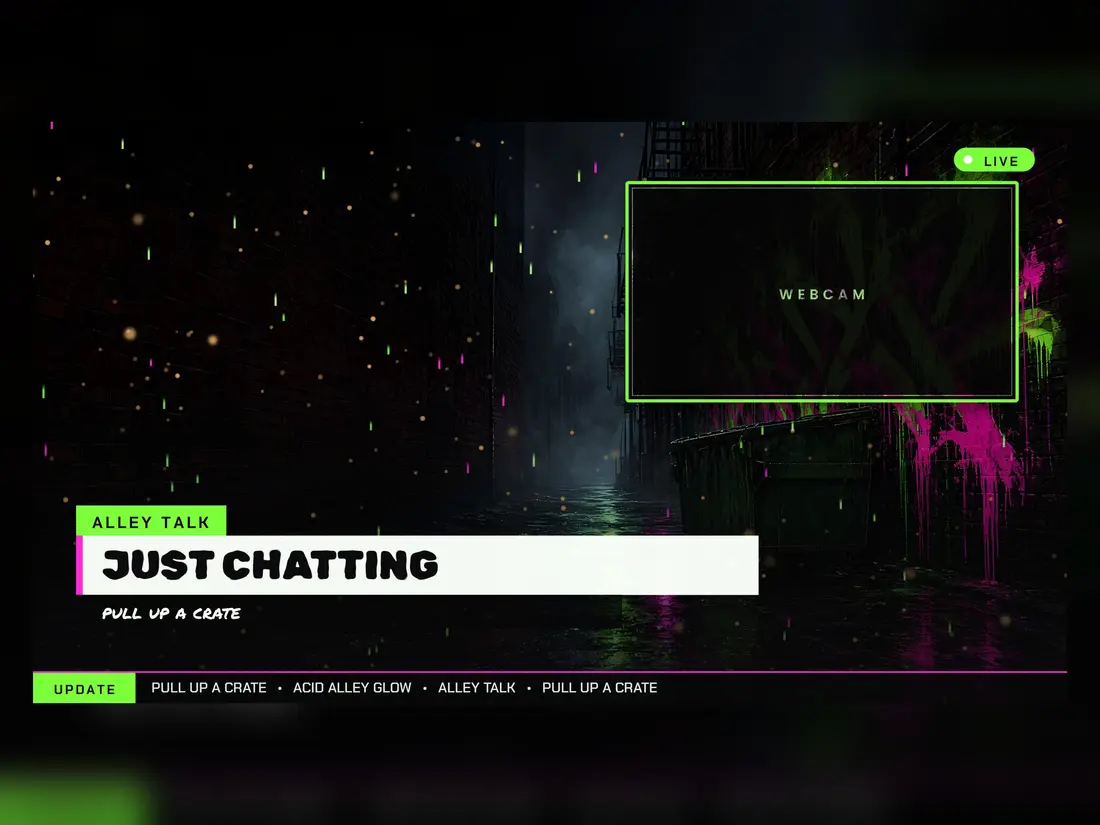 LIVE
WEBCAM
ALLEY TALK
JUST CHATTING
PULL UP A CRATE
UPDATE PULL UP A CRATE • ACID ALLEY GLOW • ALLEY TALK • PULL UP A CRATE